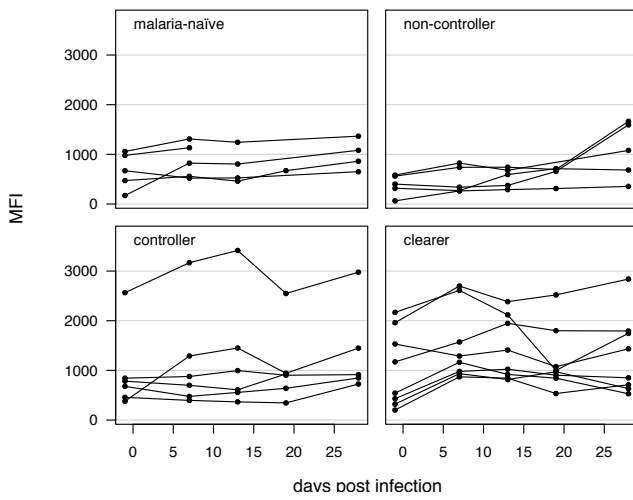 malaria-naïve
non-controller
3000
2000
1000
0
MFI
controller
clearer
3000
2000
1000
0
0 5 10 15 20 25
0 5 10 15 20 25
days post infection